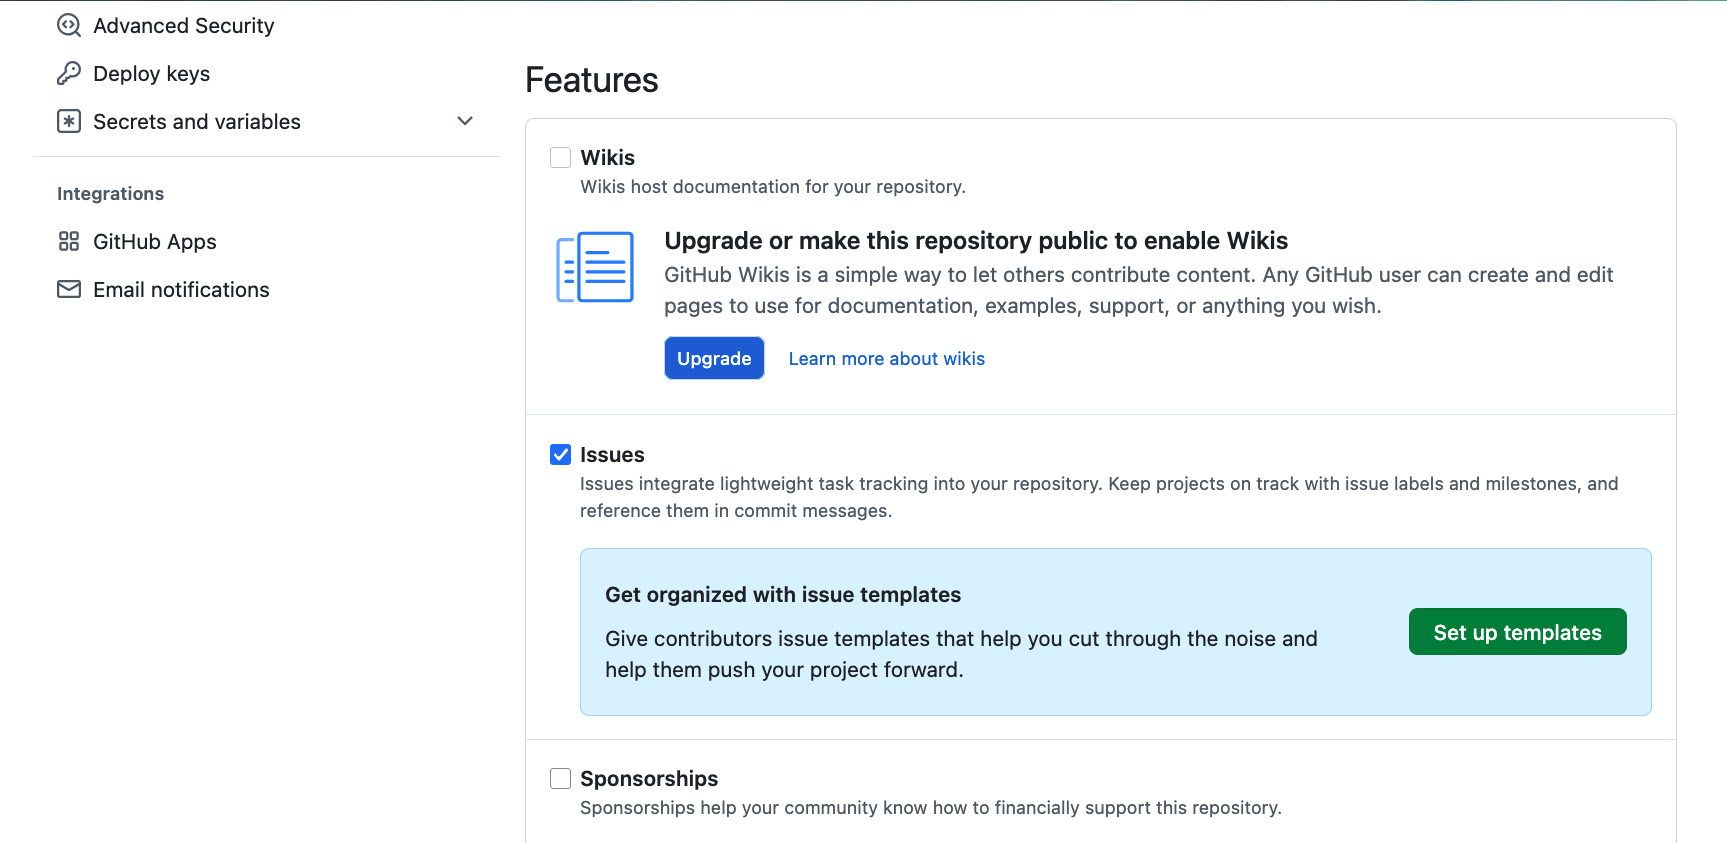 Advanced Security
Deploy keys
Secrets and variables
Integrations
GitHub Apps
Email notifications
Features
Wikis
Wikis host documentation for your repository.
Upgrade or make this repository public to enable Wikis
GitHub Wikis is a simple way to let others contribute content. Any GitHub user can create and edit
pages to use for documentation, examples, support, or anything you wish.
Upgrade Learn more about wikis
Issues
Issues integrate lightweight task tracking into your repository. Keep projects on track with issue labels and milestones, and
reference them in commit messages.
Get organized with issue templates
Give contributors issue templates that help you cut through the noise and
help them push your project forward.
Set up templates
Sponsorships
Sponsorships help your community know how to financially support this repository.